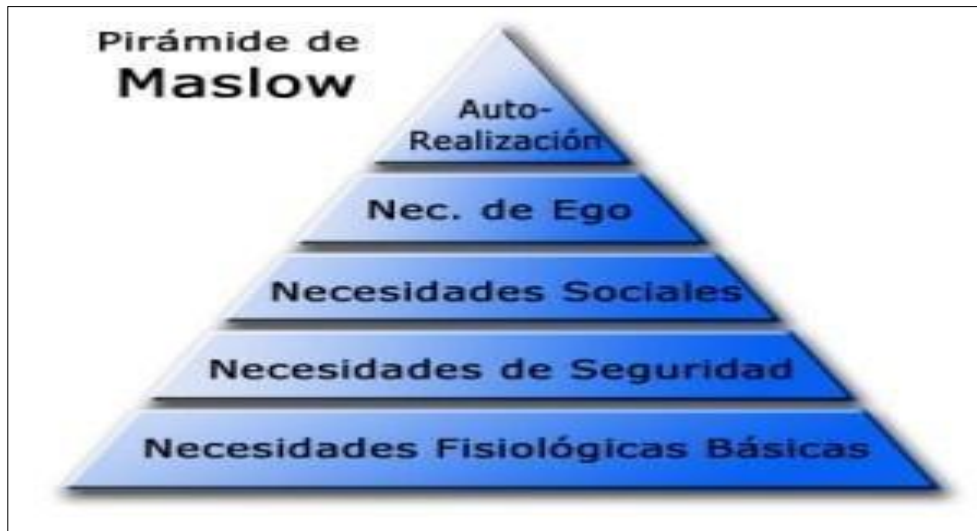 Pirámide de
Maslow
Auto-
Realización
Nec. de Ego
Necesidades Sociales
Necesidades de Seguridad
Necesidades Fisiológicas Básicas